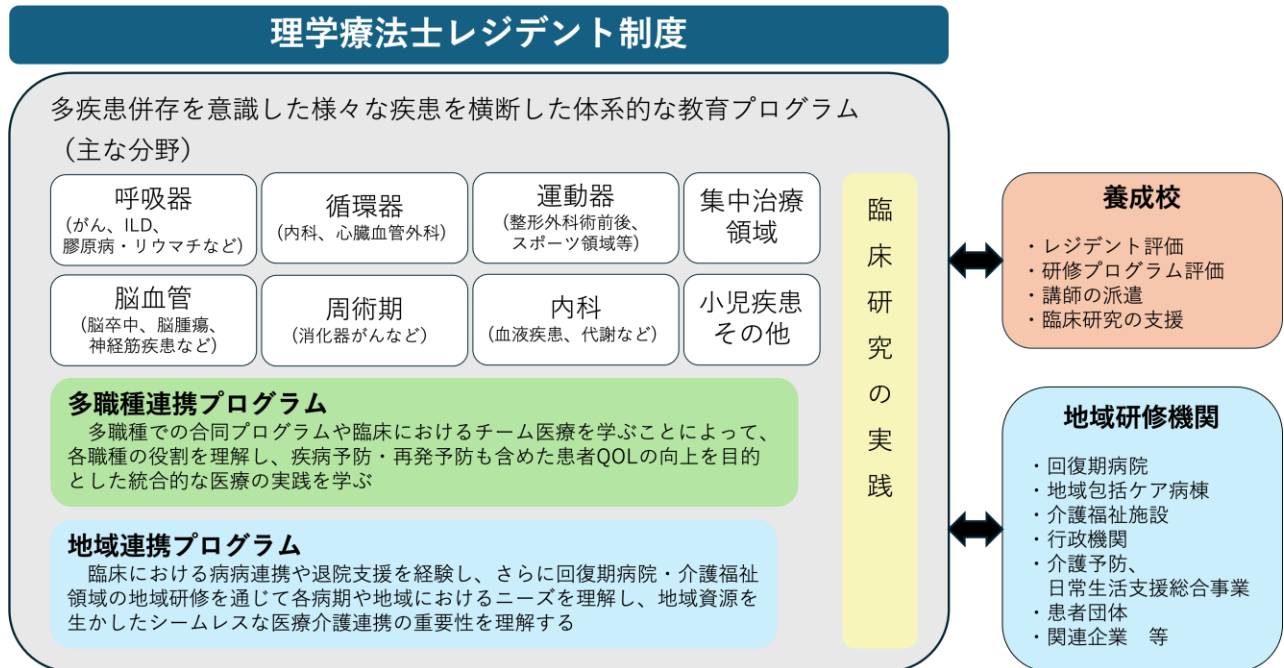 理学療法士レジデント制度
多疾患併存を意識した様々な疾患を横断した体系的な教育プログラム
（主な分野）
呼吸器
(がん、ILD、
膠原病・リウマチなど)
循環器
(内科、心臓血管外科)
運動器
(整形外科術前後、
スポーツ領域等)
集中治療
領域
脳血管
(脳卒中、脳腫瘍、
神経筋疾患など)
周術期
(消化器がんなど)
内科
(血液疾患、代謝など)
小児疾患
その他
多職種連携プログラム
多職種での合同プログラムや臨床におけるチーム医療を学ぶことによって、
各職種の役割を理解し、疾病予防・再発予防も含めた患者QOLの向上を目的
とした統合的な医療の実践を学ぶ
地域連携プログラム
臨床における病病連携や退院支援を経験し、さらに回復期病院・介護福祉
領域の地域研修を通じて各病期や地域におけるニーズを理解し、地域資源を
生かしたシームレスな医療介護連携の重要性を理解する
臨床研究の実践
養成校
・レジデント評価
・研修プログラム評価
・講師の派遣
・臨床研究の支援
地域研修機関
・回復期病院
・地域包括ケア病棟
・介護福祉施設
・行政機関
・介護予防、
日常生活支援総合事業
・患者団体
・関連企業　等